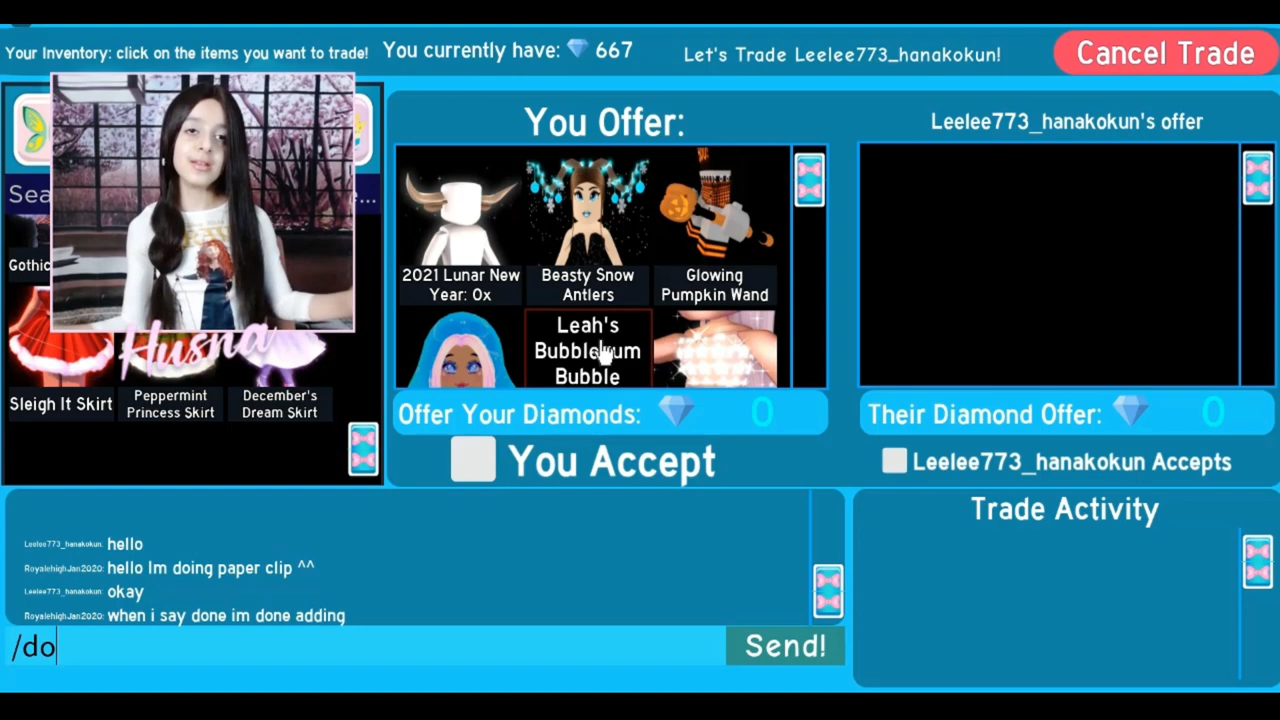 Your Inventory: click on the items you want to trade!
You currently have: 667
Let's Trade Leelee773_hanakokun!
Cancel Trade
Sea
e...
Gothic
Husna
Sleigh It Skirt
Peppermint
Princess Skirt
December's
Dream Skirt
You Offer:
2021 Lunar New
Year: Ox
Beasty Snow
Antlers
Glowing
Pumpkin Wand
Leah's
Bubblegum
Bubble
Offer Your Diamonds: 0
You Accept
Leelee773_hanakokun's offer
Their Diamond Offer: 0
Leelee773_hanakokun Accepts
Leelee773_hanakokun: hello
RoyalehighJan2020: hello Im doing paper clip ^^
Leelee773_hanakokun: okay
RoyalehighJan2020: when i say done im done adding
/do
Send!
Trade Activity